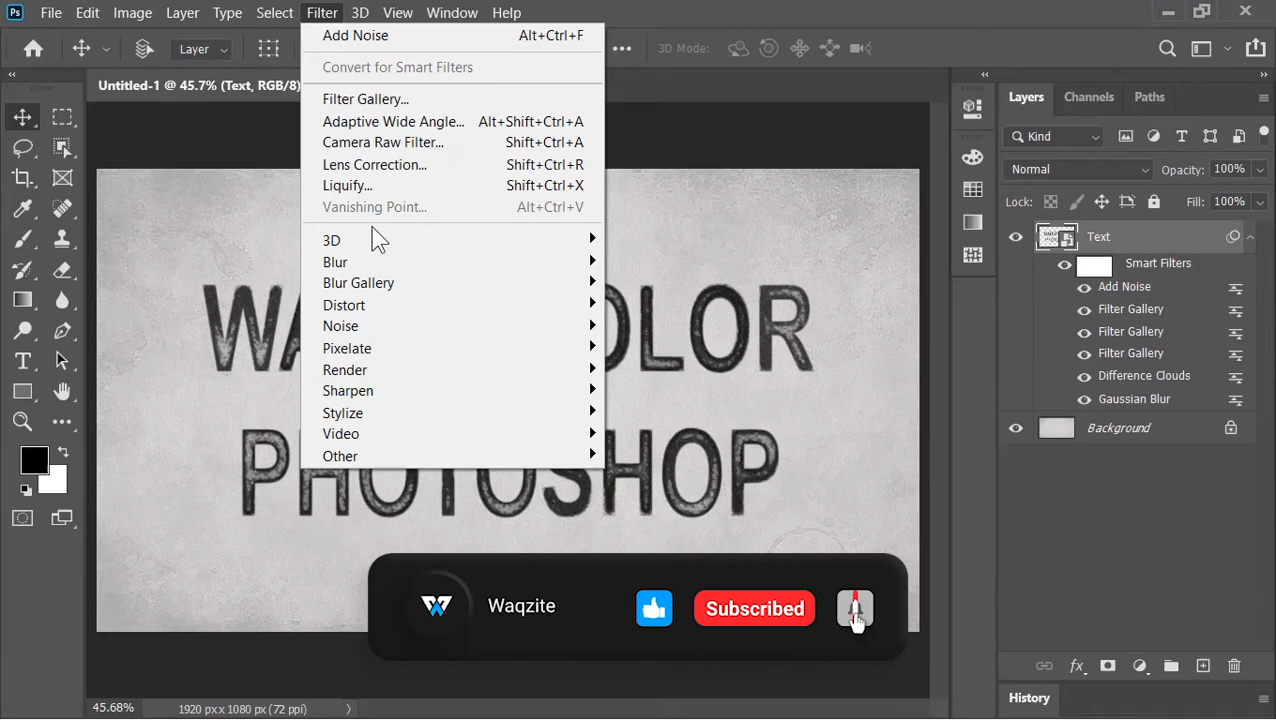 Ps File Edit Image Layer Type Select Filter 3D View Window Help
Layer
3D Mode:
Untitled-1 @ 45.7% (Text, RGB/8)
Add Noise Alt+Ctrl+F
Convert for Smart Filters
Filter Gallery...
Adaptive Wide Angle... Alt+Shift+Ctrl+A
Camera Raw Filter... Shift+Ctrl+A
Lens Correction... Shift+Ctrl+R
Liquify... Shift+Ctrl+X
Vanishing Point... Alt+Ctrl+V
3D
Blur
Blur Gallery
Distort
Noise
Pixelate
Render
Sharpen
Stylize
Video
Other
WA OLOR
PHOTOSHOP
Waqzite
Subscribed
45.68% 1920 px x 1080 px (72 ppi)
Layers Channels Paths
Kind
Normal Opacity: 100%
Lock: Fill: 100%
Text
Smart Filters
Add Noise
Filter Gallery
Filter Gallery
Filter Gallery
Difference Clouds
Gaussian Blur
Background
fx
History